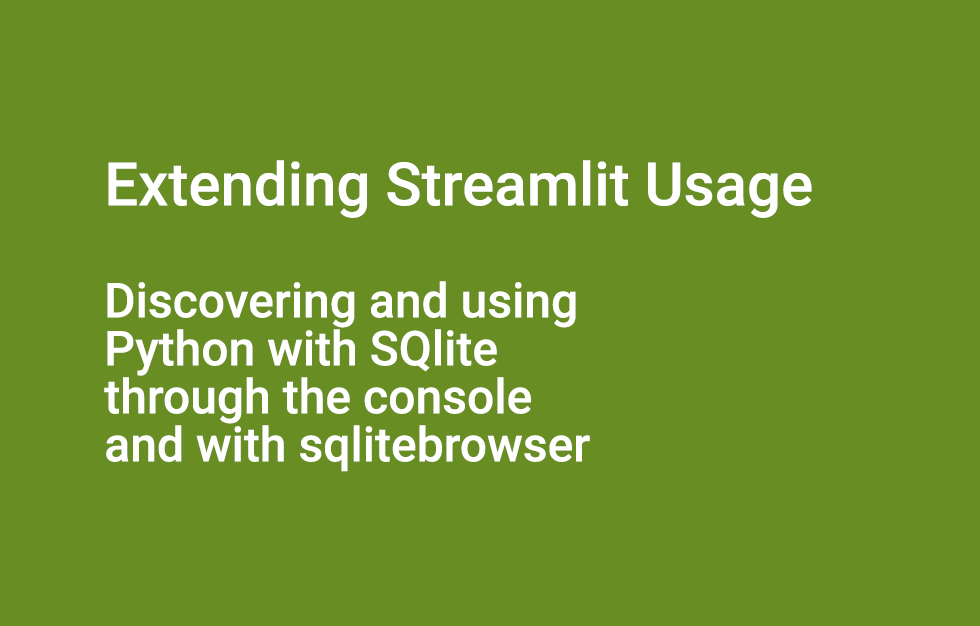 Extending Streamlit Usage
Discovering and using
Python with SQlite
through the console
and with sqlitebrowser